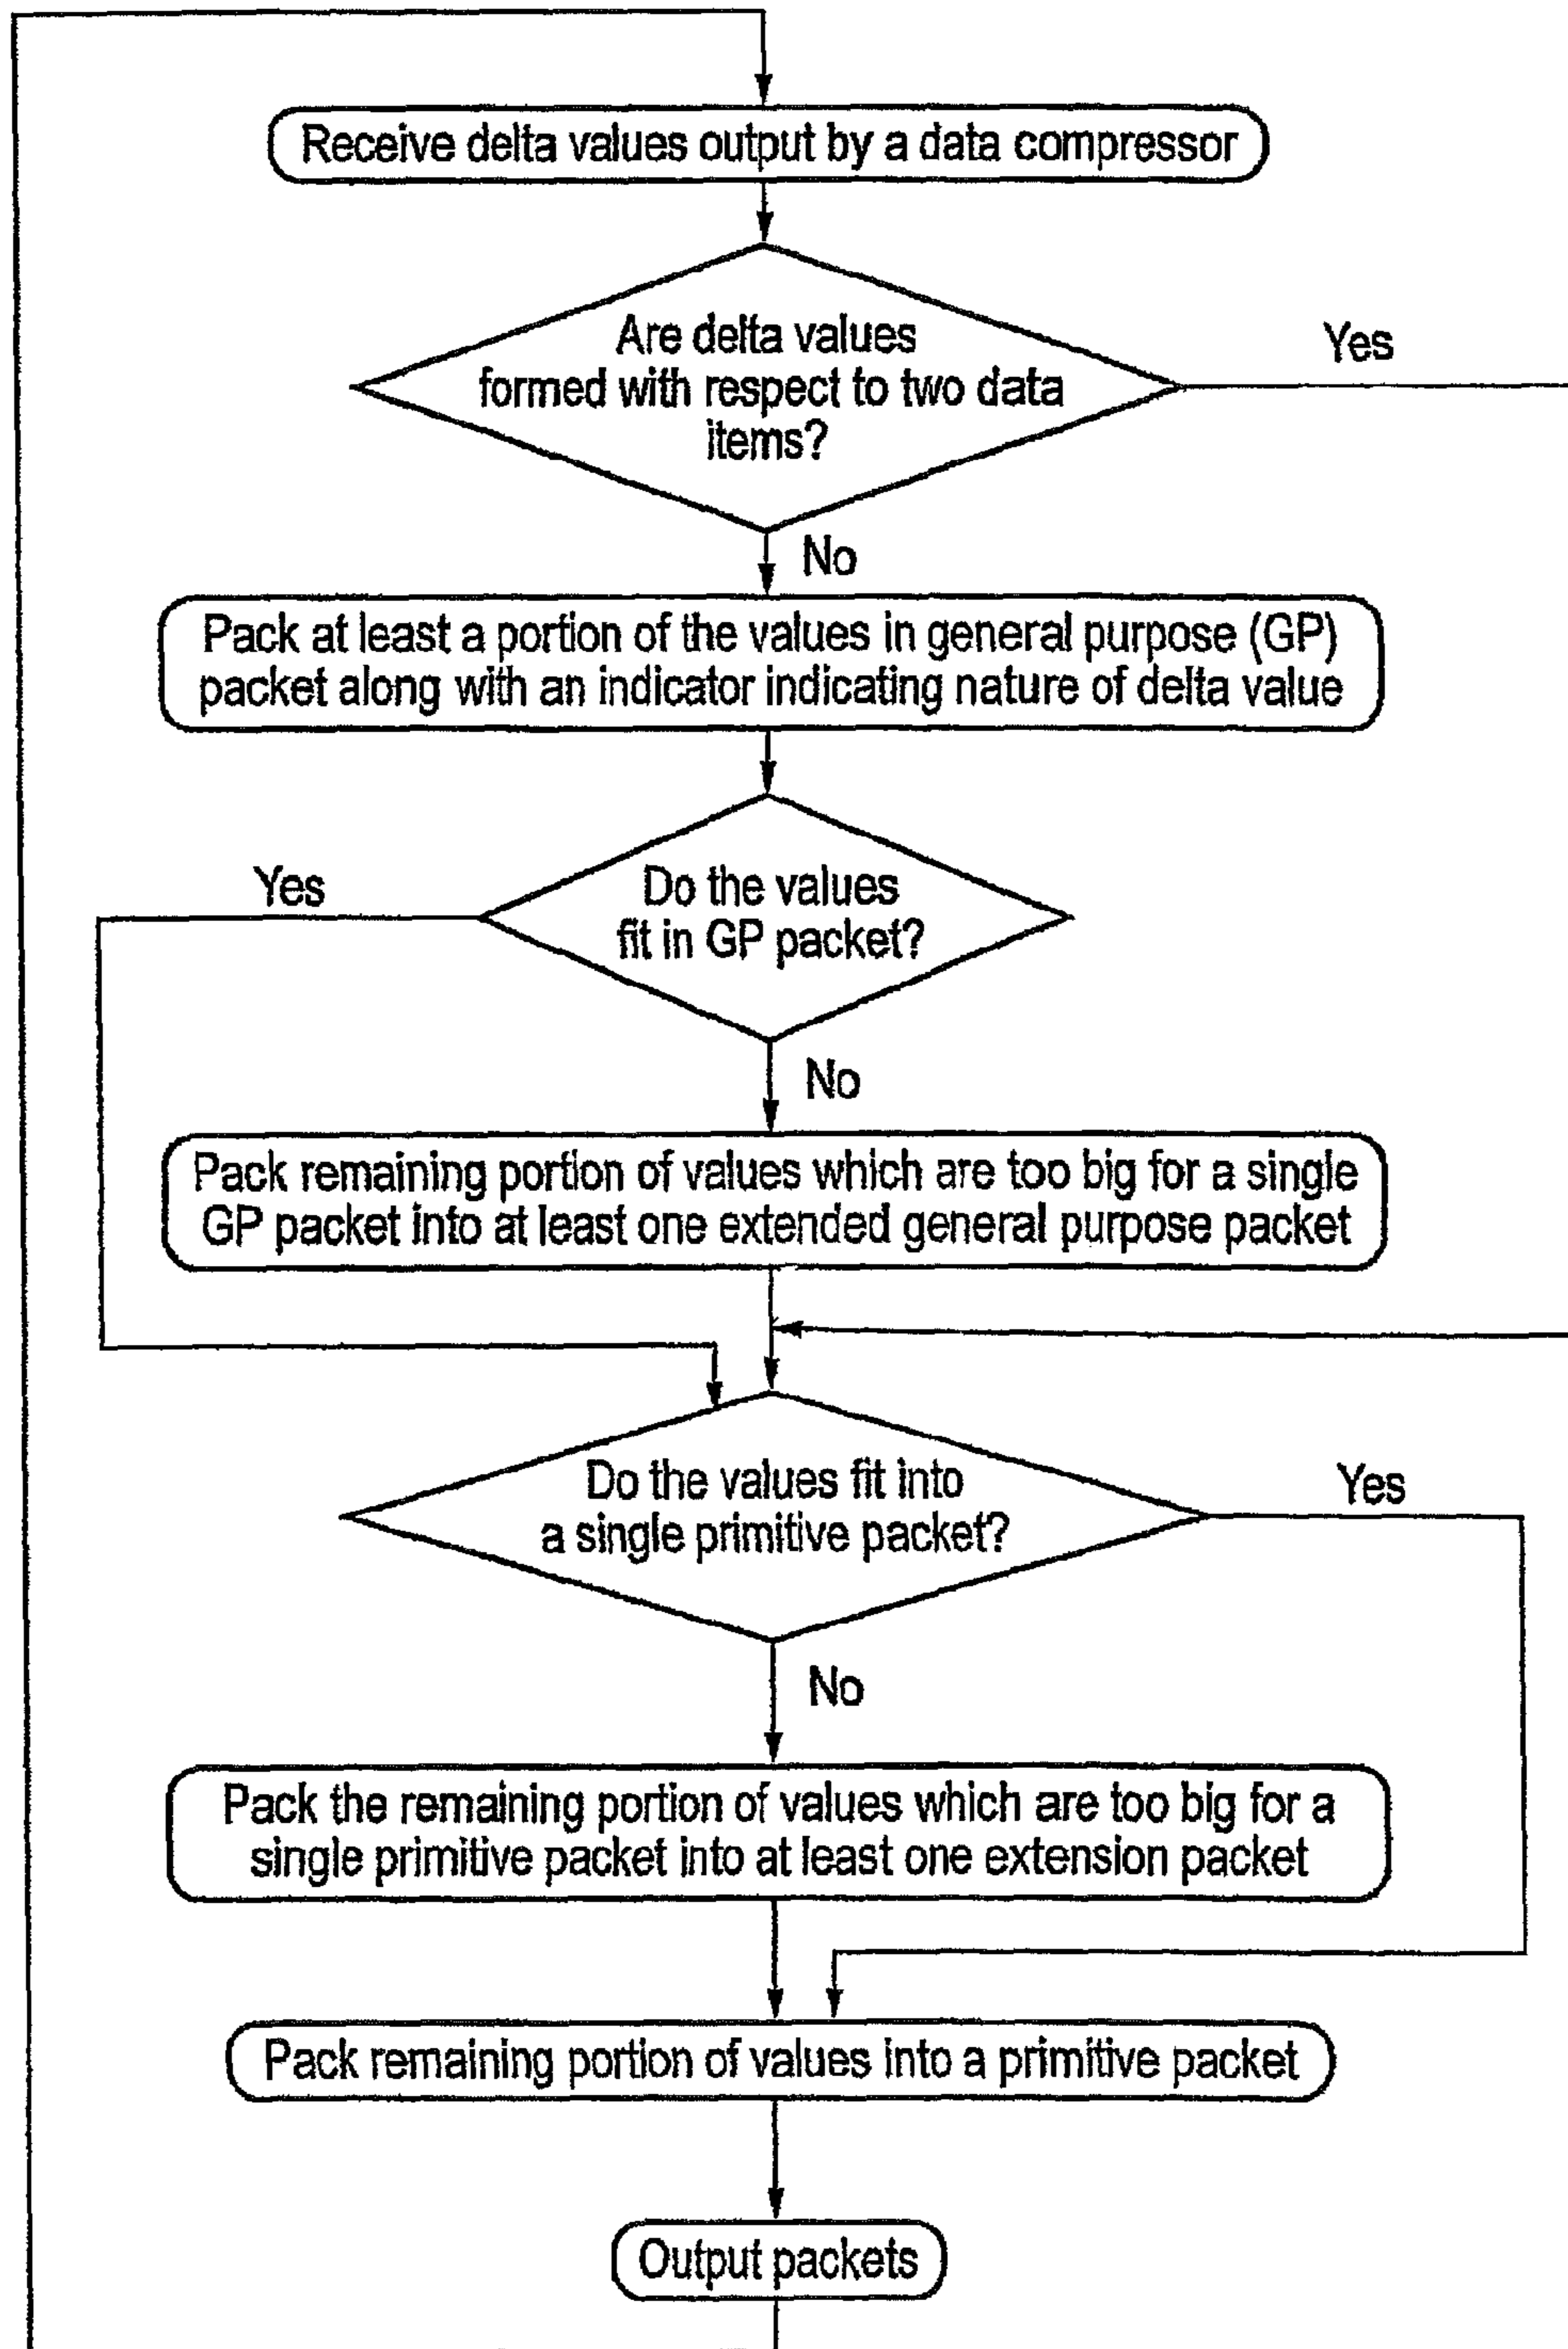 Receive delta values output by a data compressor
Are delta values
formed with respect to two data
items?
Yes
No
Pack at least a portion of the values in general purpose (GP)
packet along with an indicator indicating nature of delta value
Yes
Do the values
fit in GP packet?
No
Pack remaining portion of values which are too big for a single
GP packet into at least one extended general purpose packet
Do the values fit into
a single primitive packet?
Yes
No
Pack the remaining portion of values which are too big for a
single primitive packet into at least one extension packet
Pack remaining portion of values into a primitive packet
Output packets